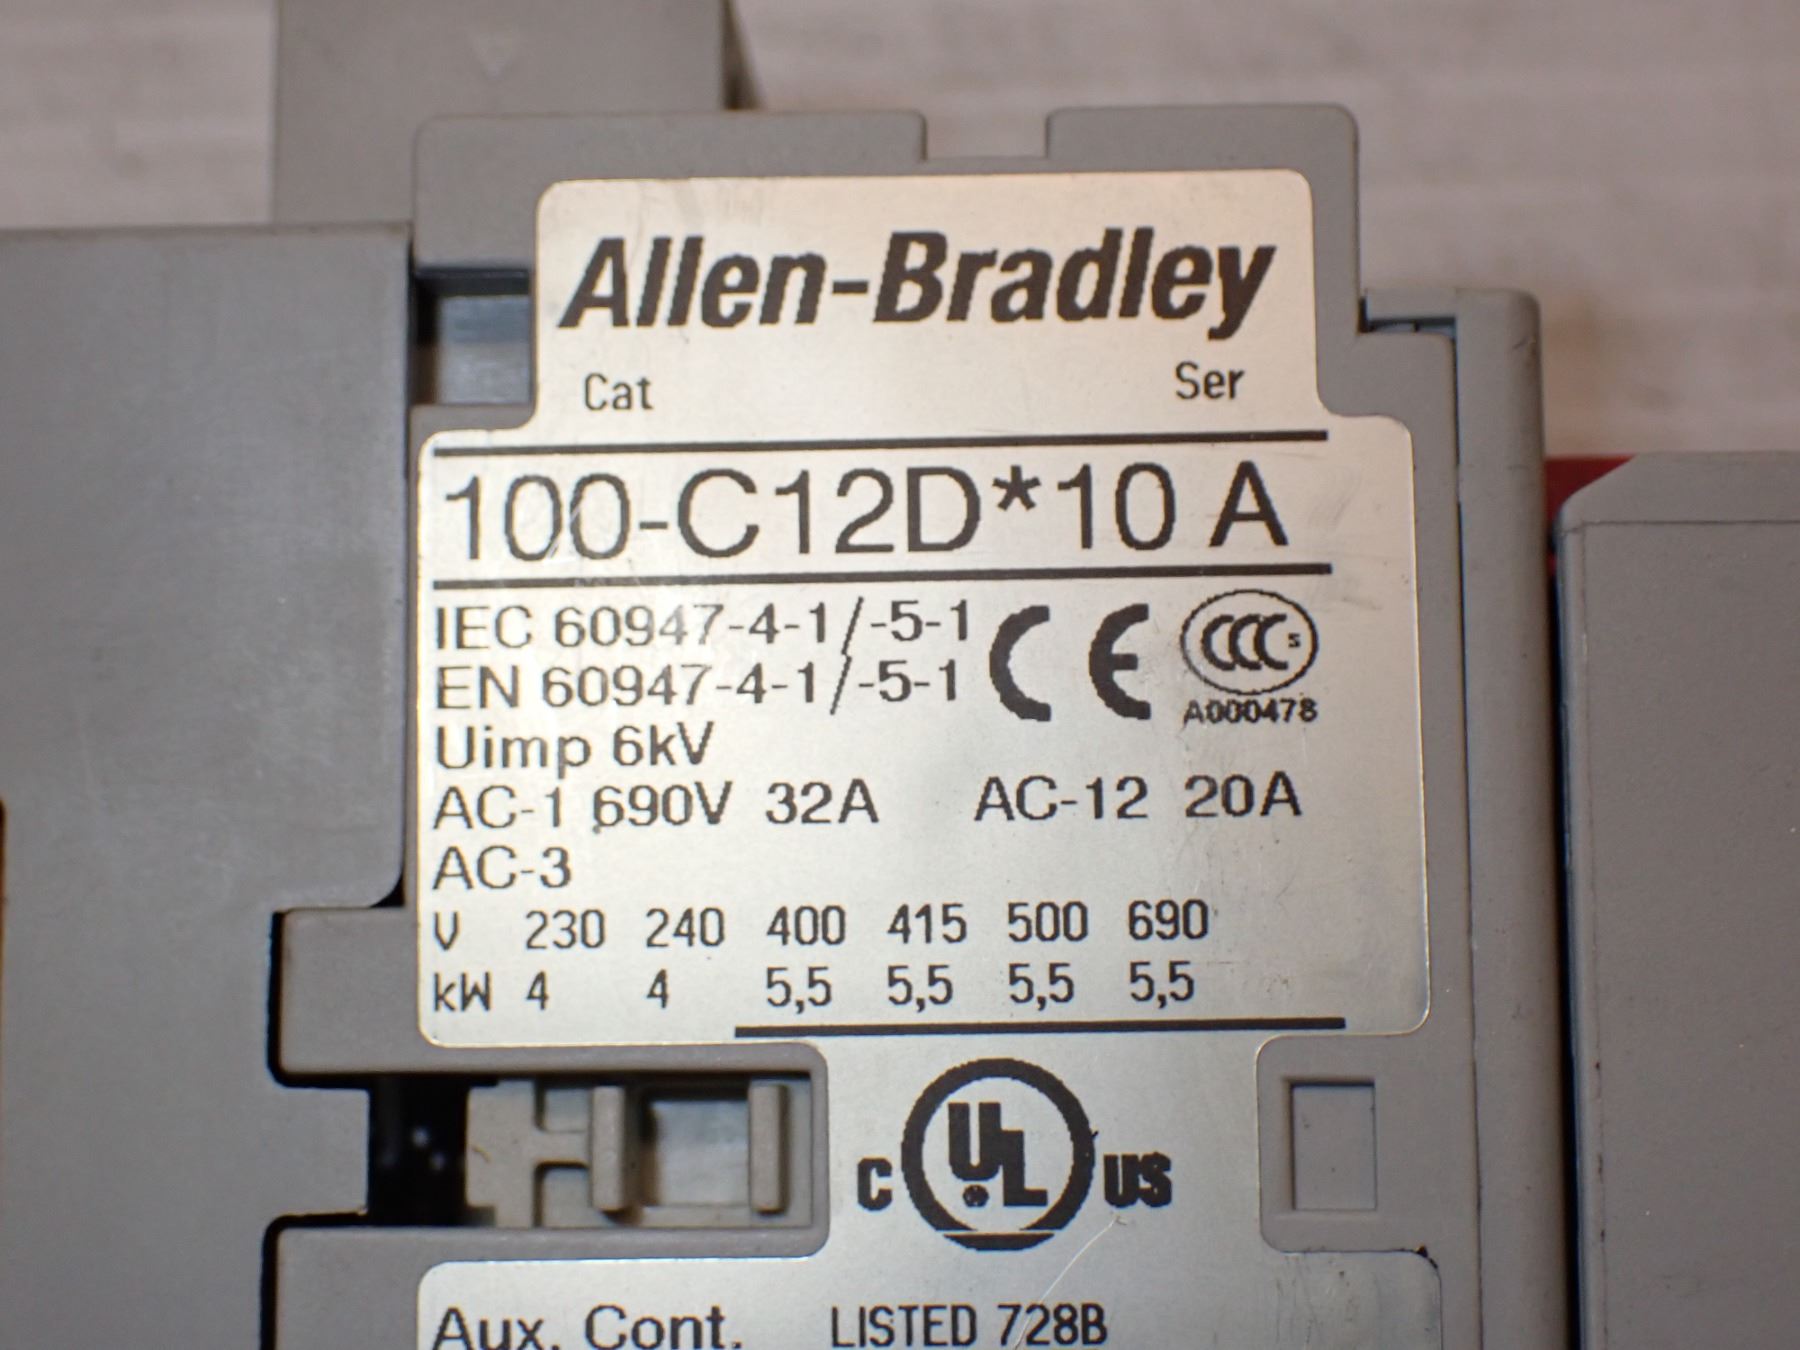 Allen-Bradley
Cat Ser
100-C12D*10 A
IEC 60947-4-1/-5-1
EN 60947-4-1/-5-1
CE
CCC S
A000478
Uimp 6kV
AC-1 690V 32A AC-12 20A
AC-3
V 230 240 400 415 500 690
kW 4 4 5,5 5,5 5,5 5,5
C UL US
Aux. Cont. LISTED 728B